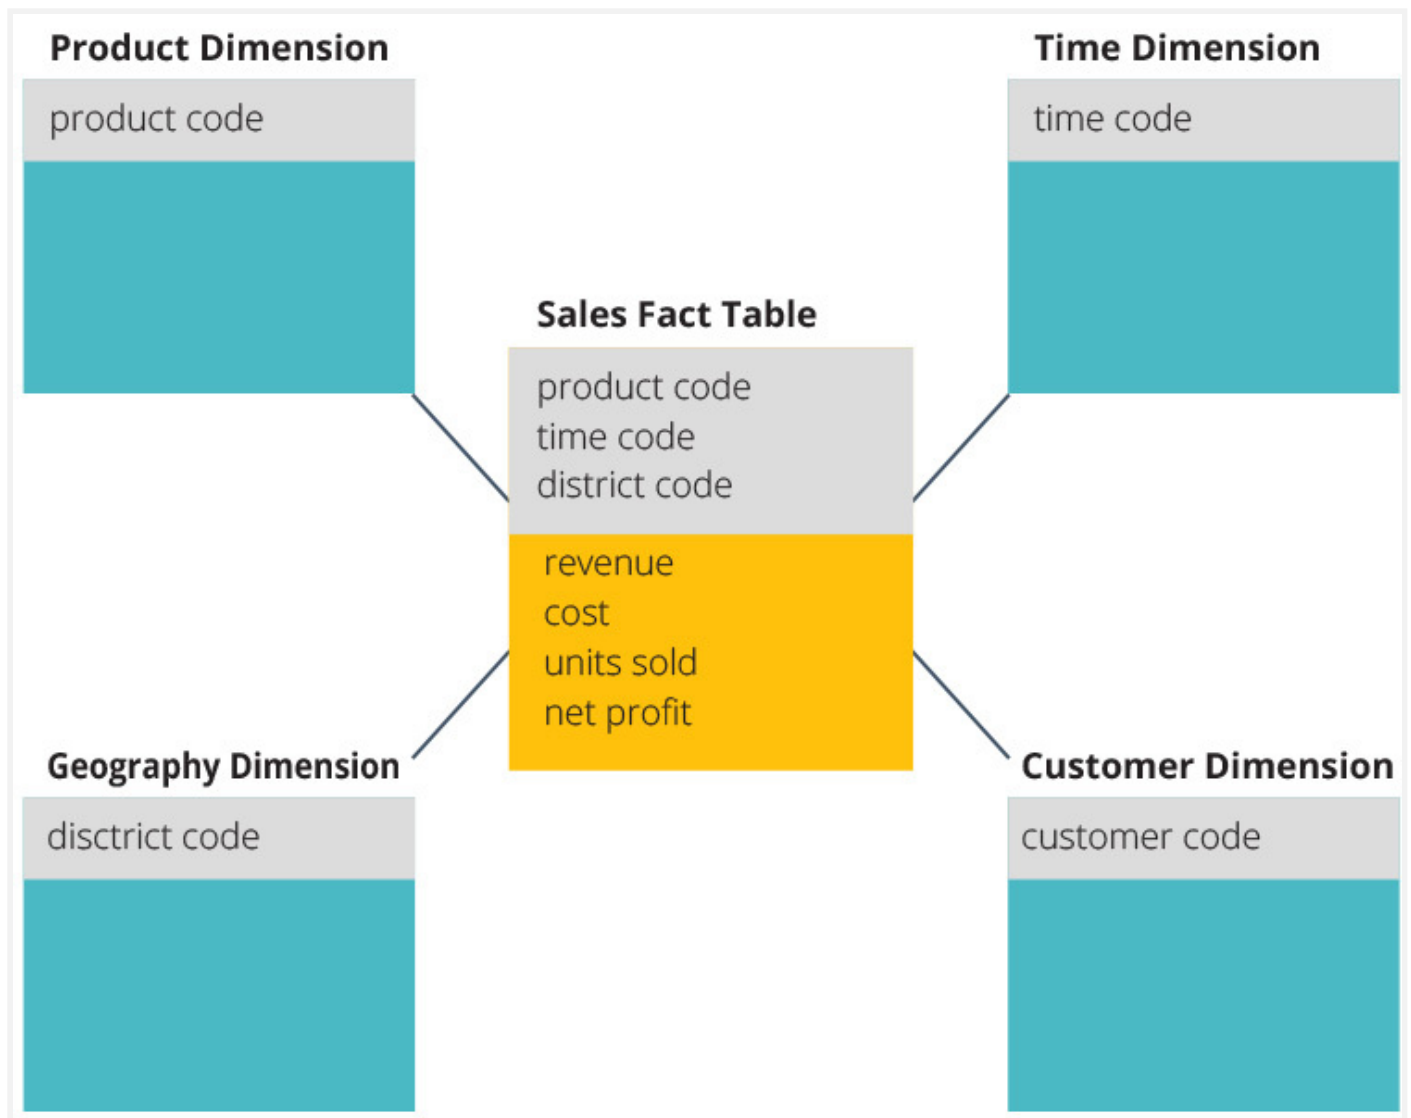 Product Dimension
product code
Time Dimension
time code
Sales Fact Table
product code
time code
district code
revenue
cost
units sold
net profit
Geography Dimension
disctrict code
Customer Dimension
customer code